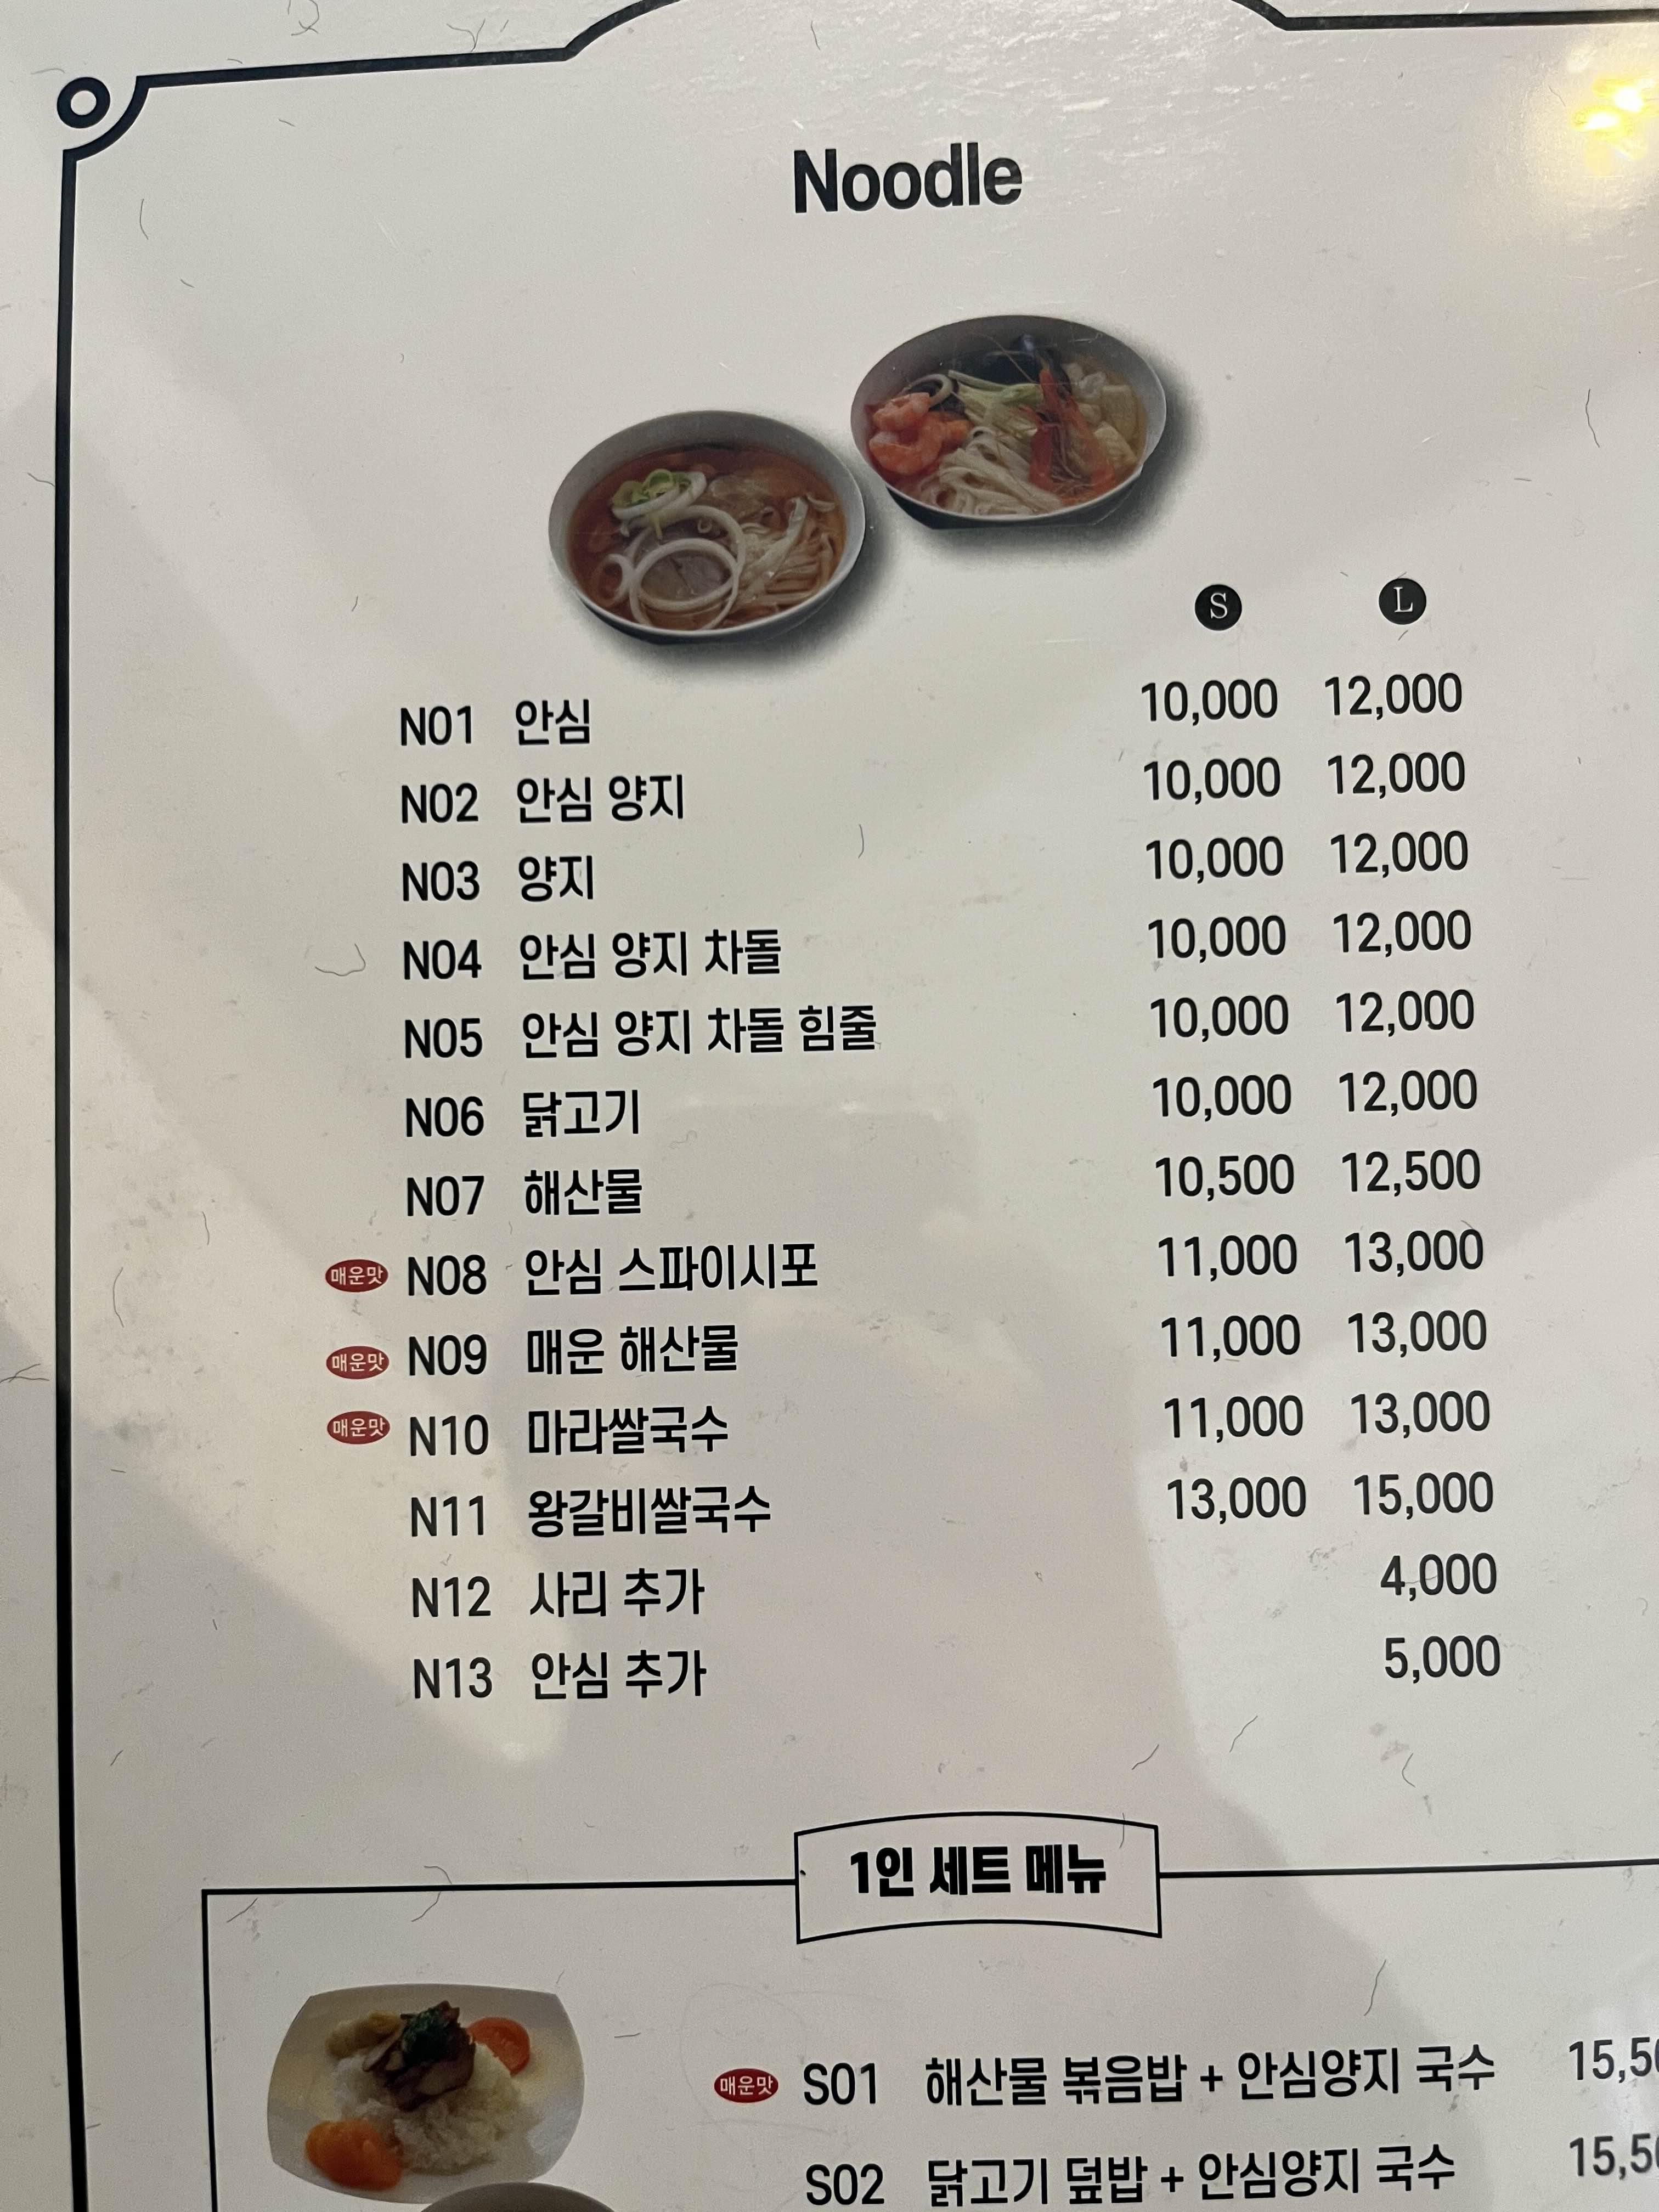 Noodle
S L
N01 안심 10,000 12,000
N02 안심 양지 10,000 12,000
N03 양지 10,000 12,000
N04 안심 양지 차돌 10,000 12,000
N05 안심 양지 차돌 힘줄 10,000 12,000
N06 닭고기 10,000 12,000
N07 해산물 10,500 12,500
매운맛 N08 안심 스파이시포 11,000 13,000
매운맛 N09 매운 해산물 11,000 13,000
매운맛 N10 마라쌀국수 11,000 13,000
N11 왕갈비쌀국수 13,000 15,000
N12 사리 추가 4,000
N13 안심 추가 5,000
1인 세트 메뉴
매운맛 S01 해산물 볶음밥 + 안심양지 국수
S02 닭고기 덮밥 + 안심양지 국수